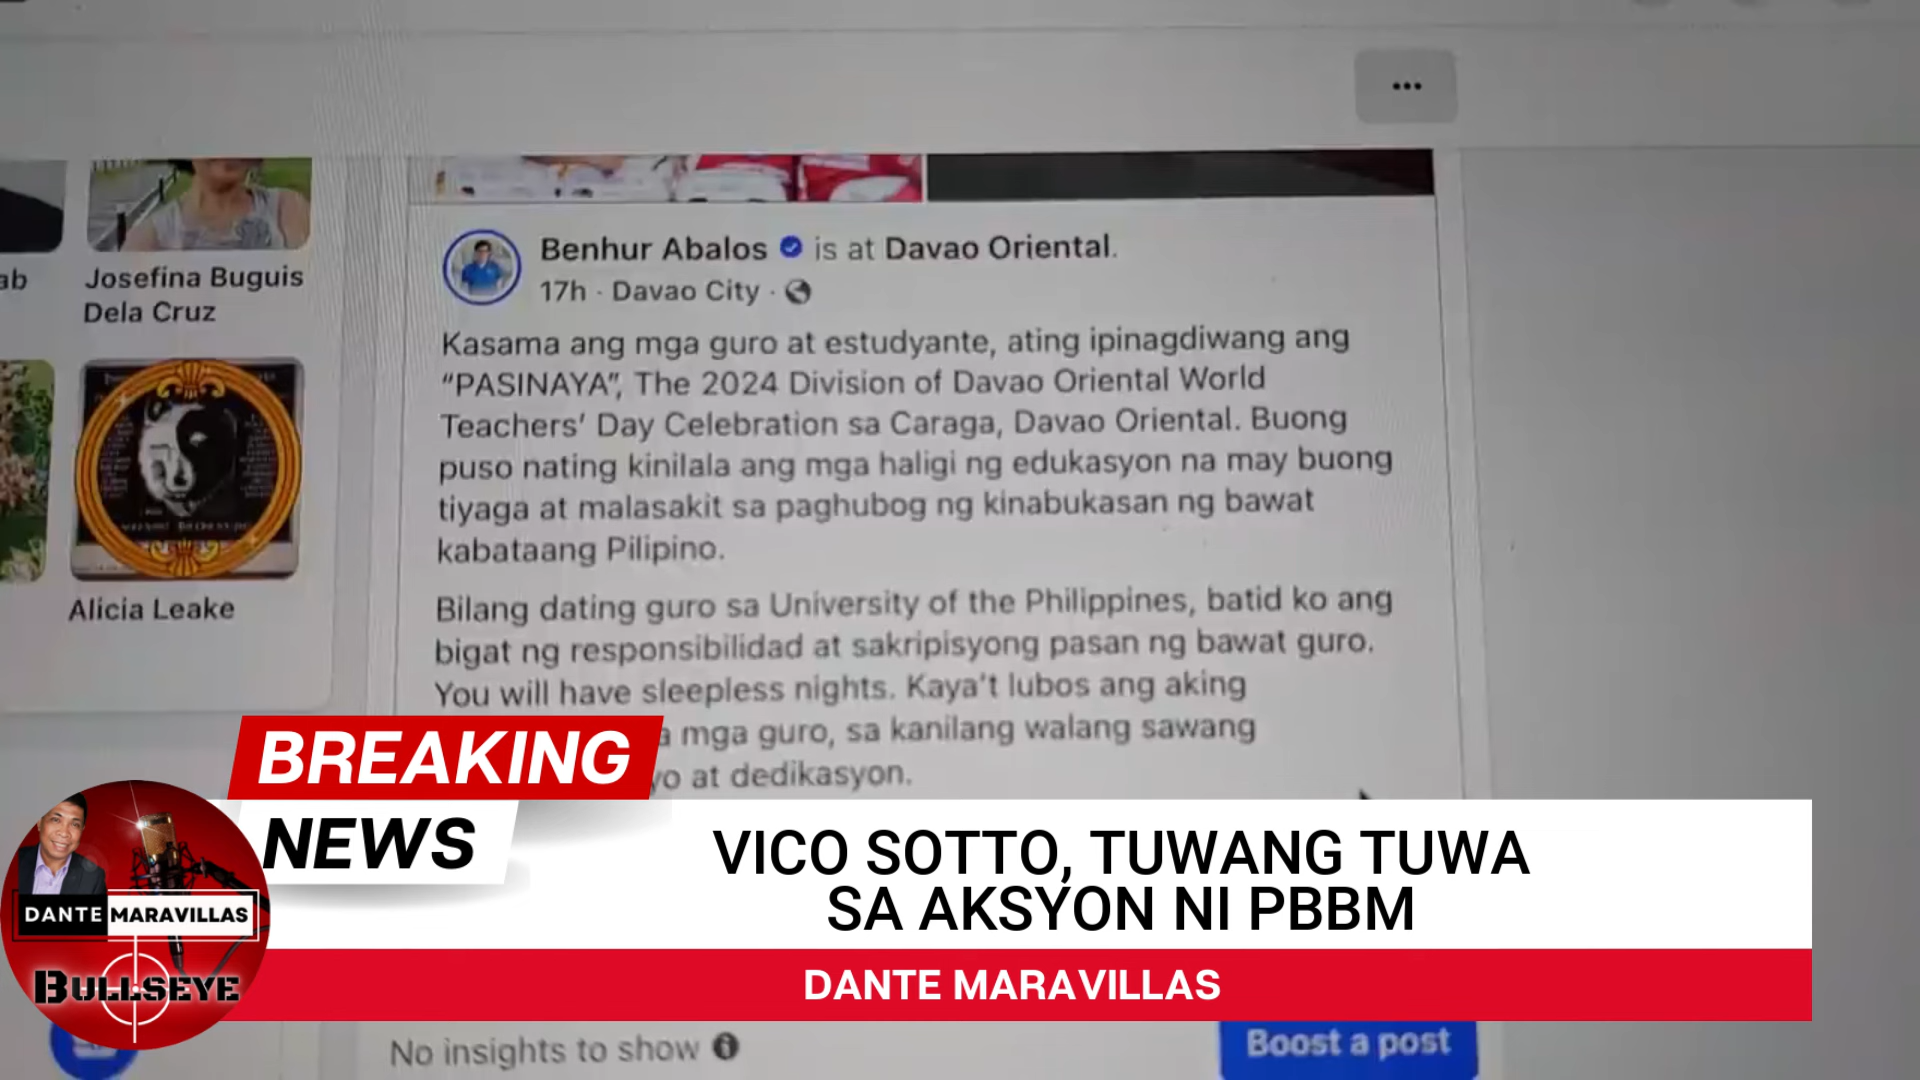 ...
ab
Josefina Buguis
Dela Cruz
Alicia Leake
Benhur Abalos is at Davao Oriental.
17h · Davao City ·
Kasama ang mga guro at estudyante, ating ipinagdiwang ang
“PASINAYA”, The 2024 Division of Davao Oriental World
Teachers’ Day Celebration sa Caraga, Davao Oriental. Buong
puso nating kinilala ang mga haligi ng edukasyon na may buong
tiyaga at malasakit sa paghubog ng kinabukasan ng bawat
kabataang Pilipino.
Bilang dating guro sa University of the Philippines, batid ko ang
bigat ng responsibilidad at sakripisyong pasan ng bawat guro.
You will have sleepless nights. Kaya’t lubos ang aking
a mga guro, sa kanilang walang sawang
yo at dedikasyon.
BREAKING
NEWS
VICO SOTTO, TUWANG TUWA
SA AKSYON NI PBBM
DANTE MARAVILLAS
DANTE MARAVILLAS
BULLSEYE
No insights to show
Boost a post